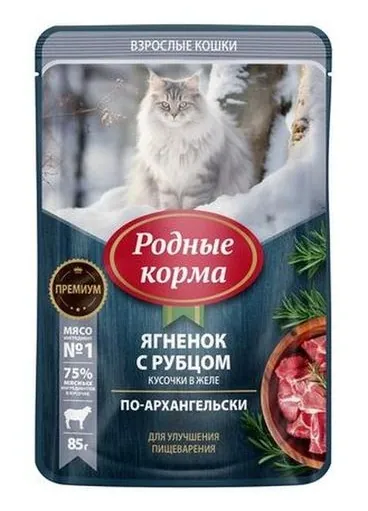 ВЗРОСЛЫЕ КОШКИ
Родные
корма
ПРЕМИУМ
МЯСО
ИНГРЕДИЕНТ
№1
75%
МЯСНЫХ
ИНГРЕДИЕНТОВ
В КУСОЧКЕ
85г
ЯГНЕНОК
С РУБЦОМ
КУСОЧКИ В ЖЕЛЕ
ПО-АРХАНГЕЛЬСКИ
ДЛЯ УЛУЧШЕНИЯ
ПИЩЕВАРЕНИЯ